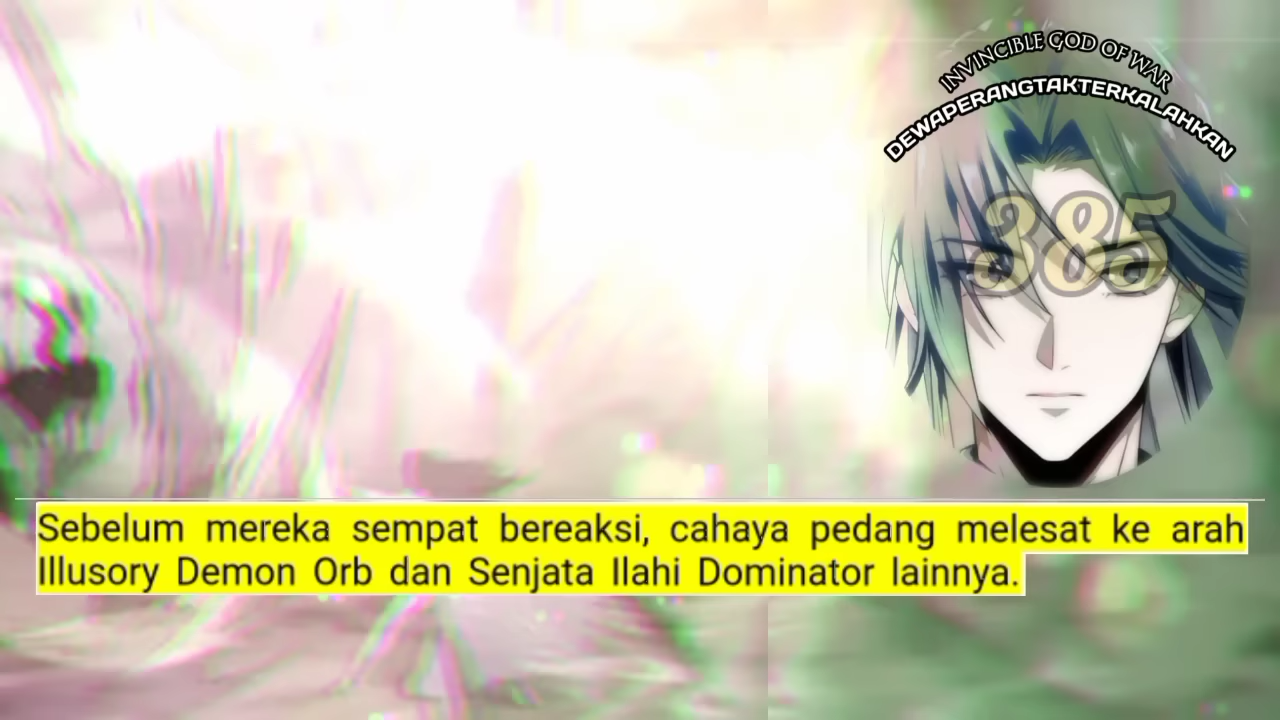 INVINCIBLE GOD OF WAR
DEWAPERANGTAKTERKALAHKAN
385
Sebelum mereka sempat bereaksi, cahaya pedang melesat ke arah
Illusory Demon Orb dan Senjata Ilahi Dominator lainnya.